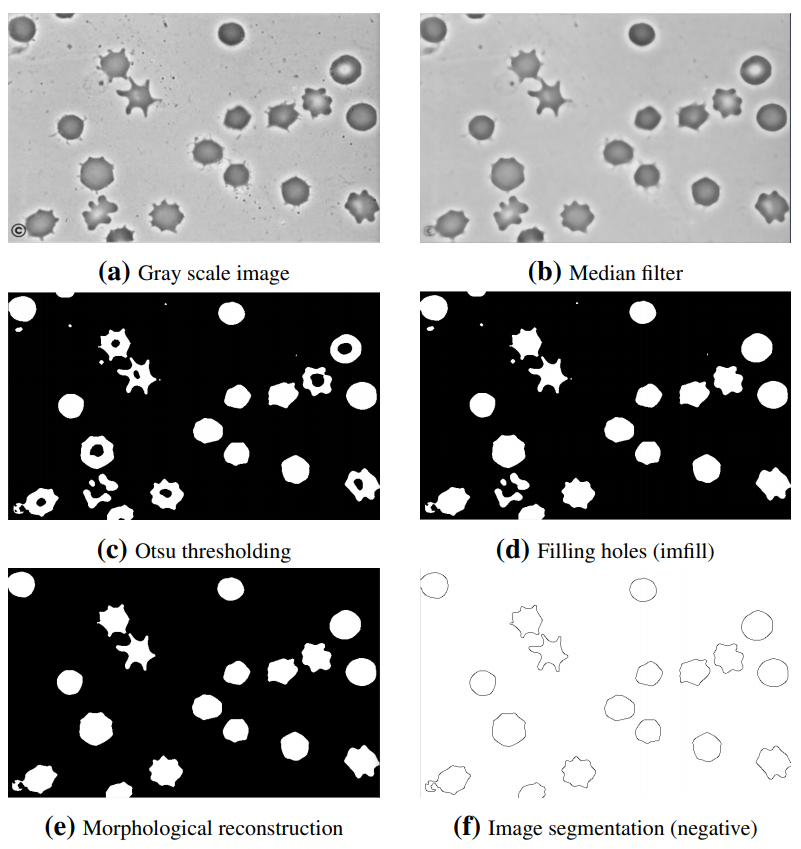 ©
(a) Gray scale image
(b) Median filter
(c) Otsu thresholding
(d) Filling holes (imfill)
(e) Morphological reconstruction
(f) Image segmentation (negative)